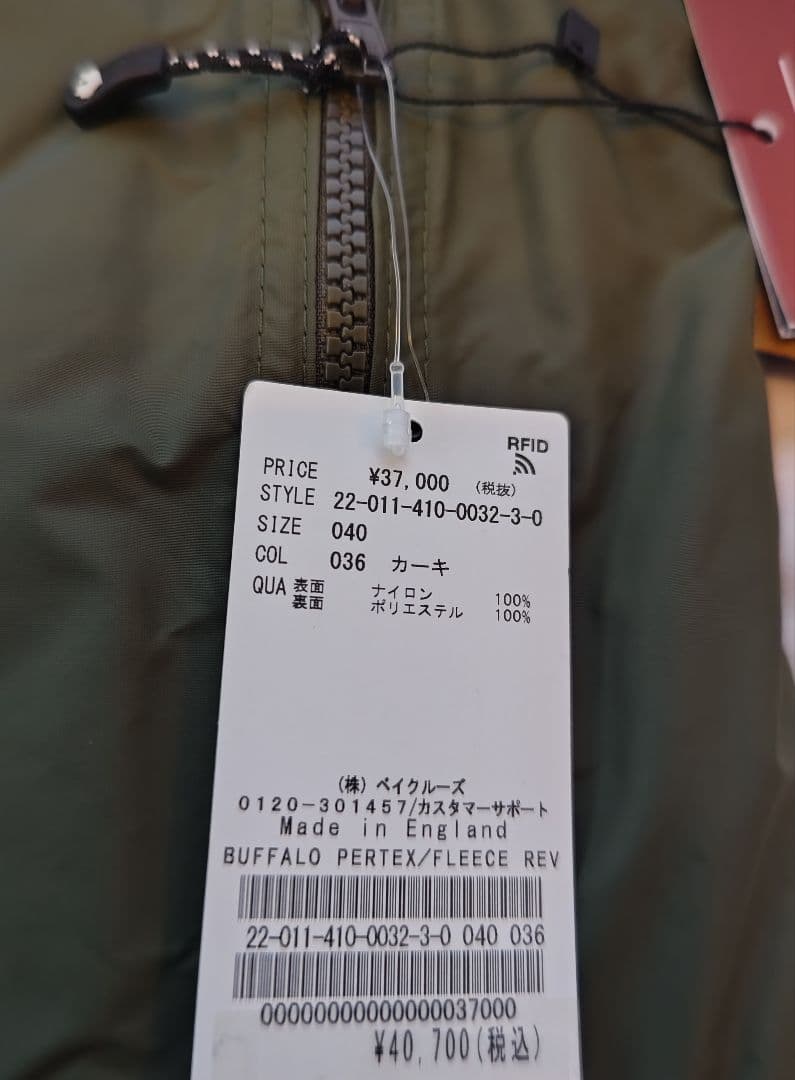 RFID
PRICE ¥37,000 (税抜)
STYLE 22-011-410-0032-3-0
SIZE 040
COL 036 カーキ
QUA 表面 ナイロン 100%
裏面 ポリエステル 100%
(株) ベイクルーズ
0120-301457/カスタマーサポート
Made in England
BUFFALO PERTEX/FLEECE REV
22-011-410-0032-3-0 040 036
00000000000000037000
¥40,700(税込)